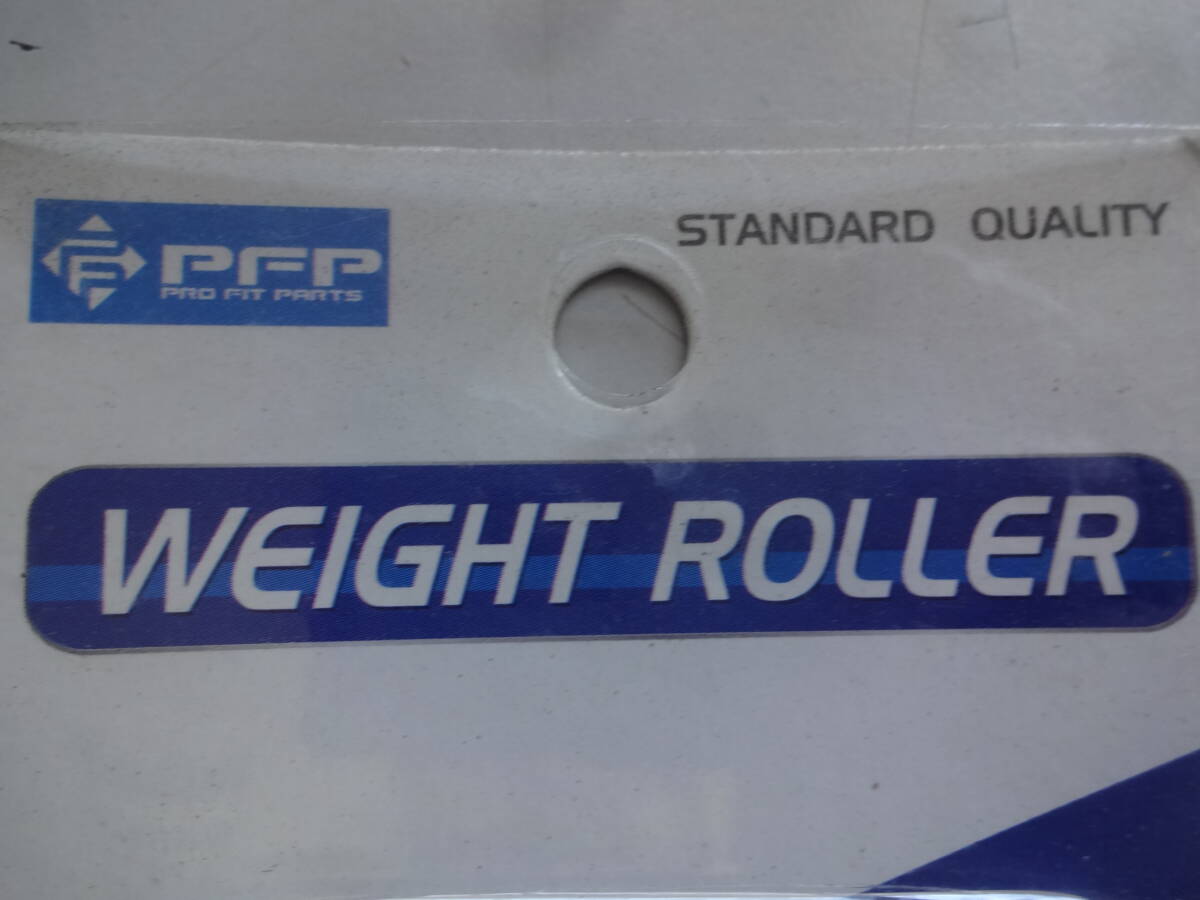 PFP
PRO FIT PARTS
STANDARD QUALITY
WEIGHT ROLLER